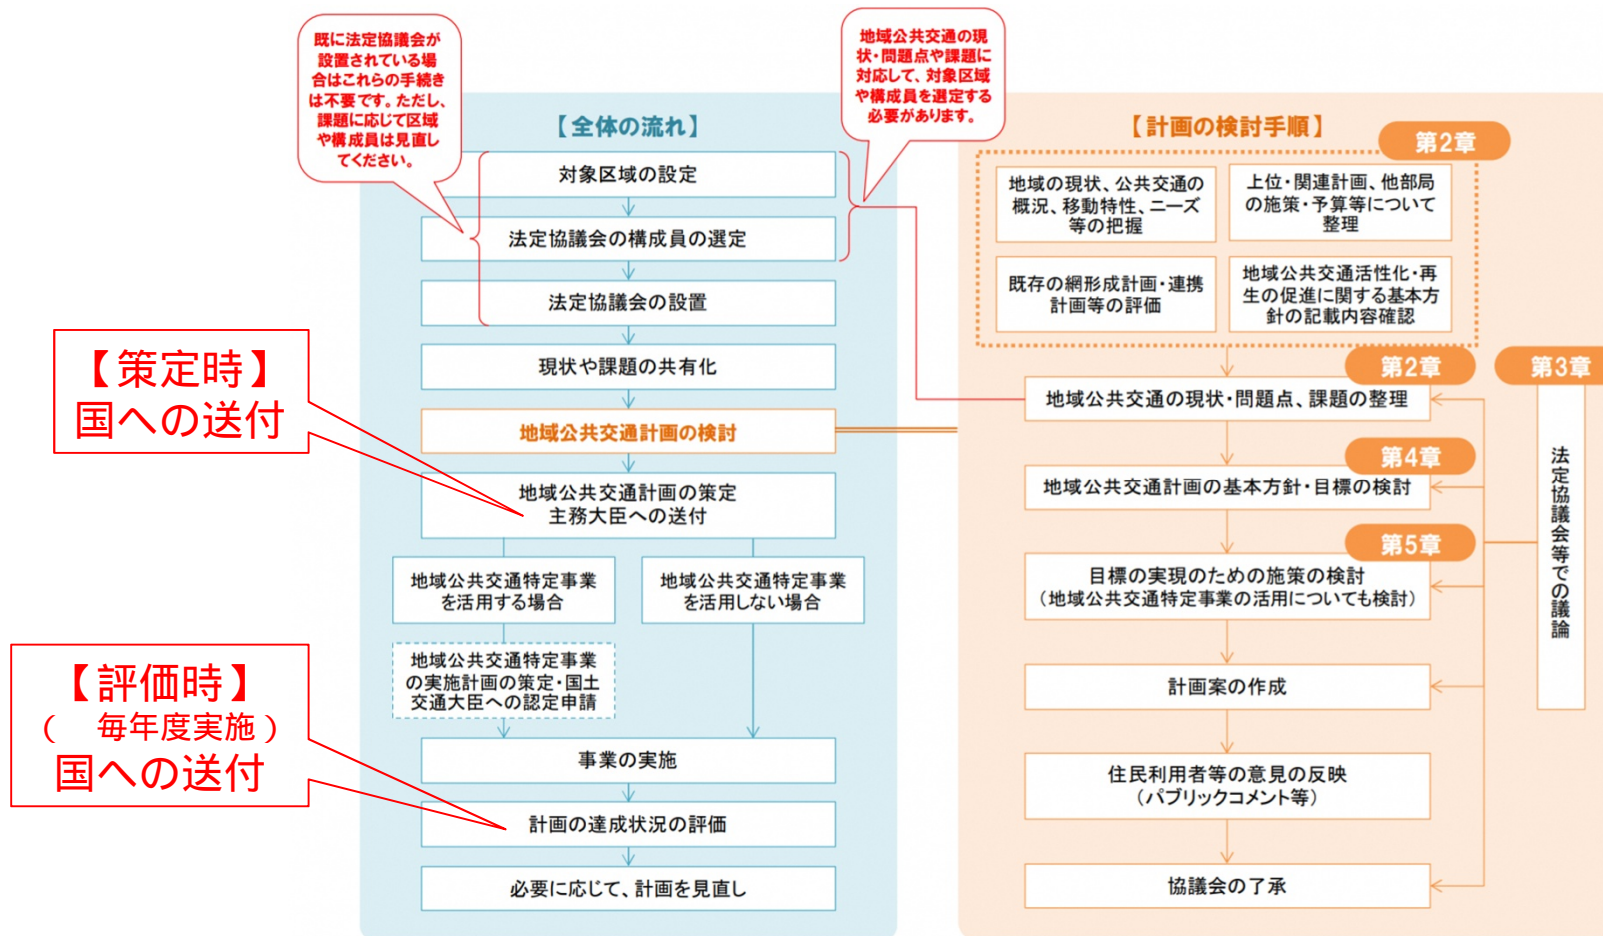 既に法定協議会が
設置されている場
合はこれらの手続き
は不要です。ただし、
課題に応じて区域
や構成員は見直し
てください。
地域公共交通の現
状・問題点や課題に
対応して、対象区域
や構成員を選定する
必要があります。
【全体の流れ】
対象区域の設定
法定協議会の構成員の選定
法定協議会の設置
現状や課題の共有化
地域公共交通計画の検討
地域公共交通計画の策定
主務大臣への送付
地域公共交通特定事業
を活用する場合
地域公共交通特定事業
を活用しない場合
地域公共交通特定事業
の実施計画の策定・国土
交通大臣への認定申請
事業の実施
計画の達成状況の評価
必要に応じて、計画を見直し
【策定時】
国への送付
【評価時】
(　毎年度実施)
国への送付
【計画の検討手順】
第2章
地域の現状、公共交通の
概況、移動特性、ニーズ
等の把握
上位・関連計画、他部局
の施策・予算等について
整理
既存の網形成計画・連携
計画等の評価
地域公共交通活性化・再
生の促進に関する基本方
針の記載内容確認
第2章
地域公共交通の現状・問題点、課題の整理
第4章
地域公共交通計画の基本方針・目標の検討
第5章
目標の実現のための施策の検討
(地域公共交通特定事業の活用についても検討)
計画案の作成
住民利用者等の意見の反映
(パブリックコメント等)
協議会の了承
第3章
法定協議会等での議論